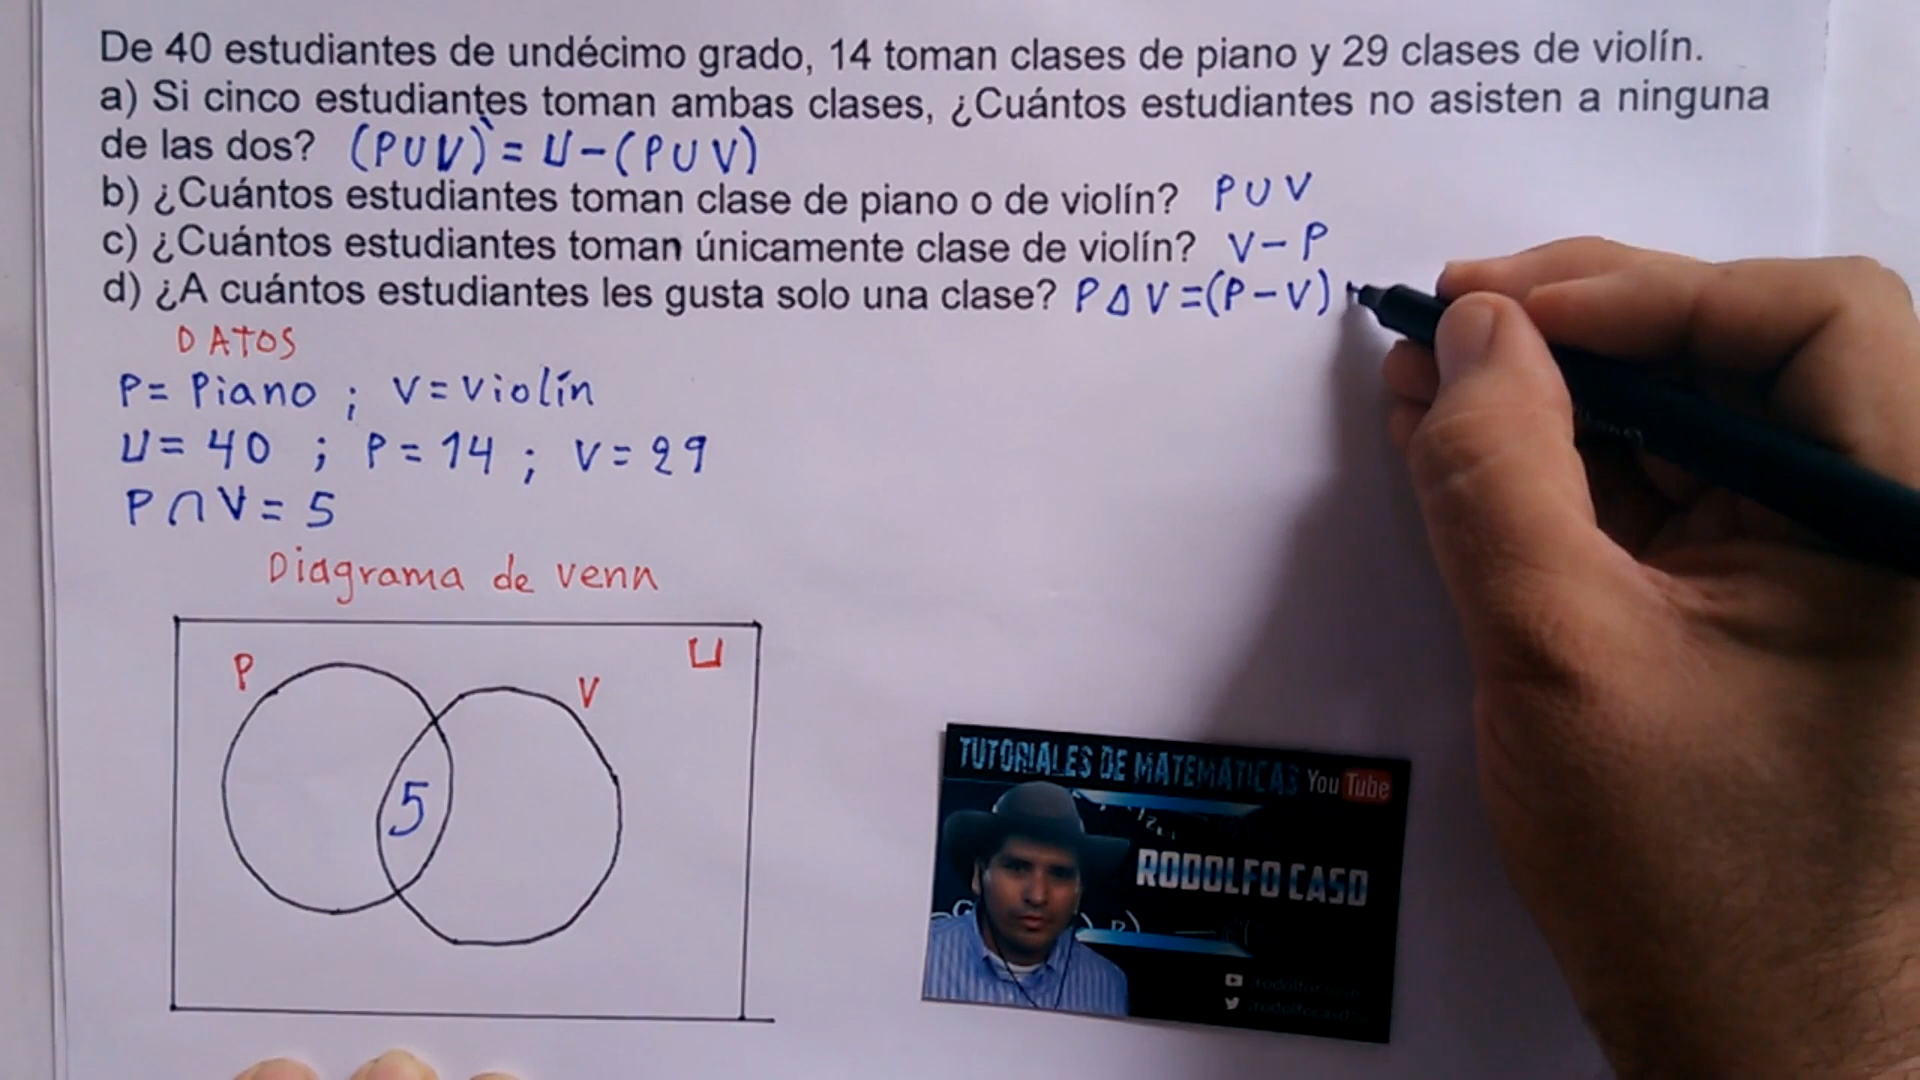 De 40 estudiantes de undécimo grado, 14 toman clases de piano y 29 clases de violín.
a) Si cinco estudiantes toman ambas clases, ¿Cuántos estudiantes no asisten a ninguna
de las dos? (P∪V)` = U-(P∪V)
b) ¿Cuántos estudiantes toman clase de piano o de violín? P∪V
c) ¿Cuántos estudiantes toman únicamente clase de violín? V-P
d) ¿A cuántos estudiantes les gusta solo una clase? P△V=(P-V)
DATOS
P= Piano ; V=Violín
U= 40 ; P=14 ; V=29
P∩V= 5
Diagrama de venn
P
V
U
5
TUTORIALES DE MATEMATICAS YouTube
RODOLFO CASO